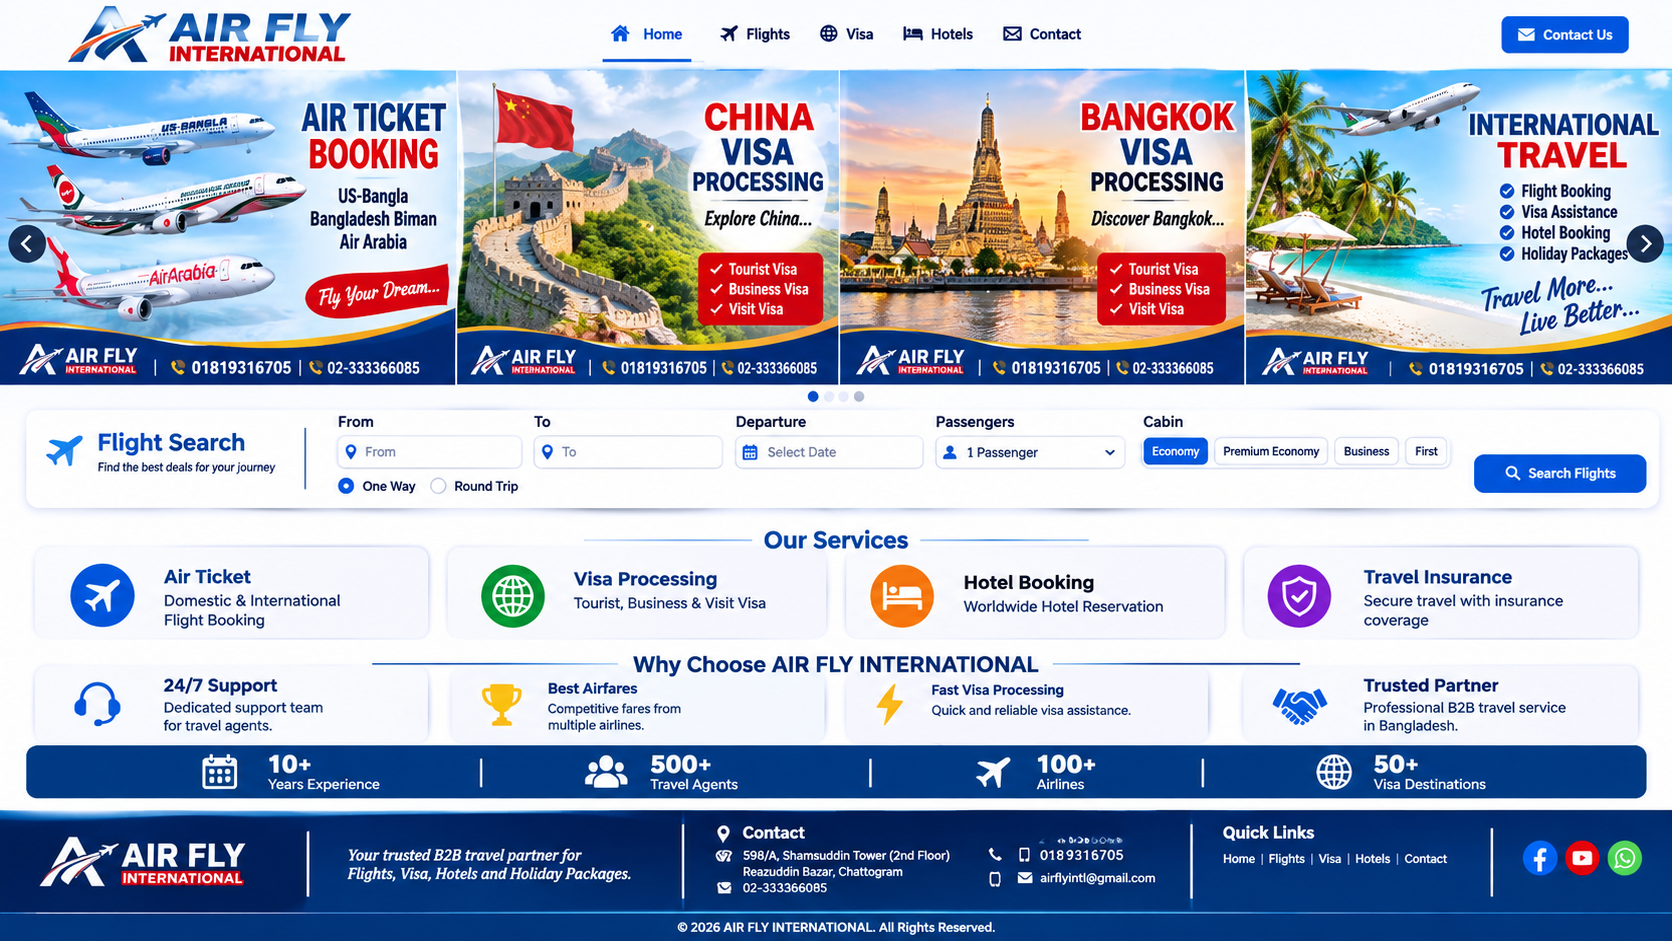 AIR FLY
INTERNATIONAL
Home
Flights
Visa
Hotels
Contact
Contact Us
US-BANGLA
AirArabia
AIR TICKET
BOOKING
US-Bangla
Bangladesh Biman
Air Arabia
Fly Your Dream...
AIR FLY
INTERNATIONAL
01819316705 | 02-333366085
CHINA
VISA
PROCESSING
Explore China...
Tourist Visa
Business Visa
Visit Visa
AIR FLY
INTERNATIONAL
01819316705 | 02-333366085
BANGKOK
VISA
PROCESSING
Discover Bangkok...
Tourist Visa
Business Visa
Visit Visa
AIR FLY
INTERNATIONAL
01819316705 | 02-333366085
INTERNATIONAL
TRAVEL
Flight Booking
Visa Assistance
Hotel Booking
Holiday Packages
Travel More...
Live Better...
AIR FLY
INTERNATIONAL
01819316705 | 02-333366085
Flight Search
Find the best deals for your journey
From
From
To
To
Departure
Select Date
Passengers
1 Passenger
Cabin
Economy
Premium Economy
Business
First
One Way
Round Trip
Search Flights
Our Services
Air Ticket
Domestic & International
Flight Booking
Visa Processing
Tourist, Business & Visit Visa
Hotel Booking
Worldwide Hotel Reservation
Travel Insurance
Secure travel with insurance
coverage
Why Choose AIR FLY INTERNATIONAL
24/7 Support
Dedicated support team
for travel agents.
Best Airfares
Competitive fares from
multiple airlines.
Fast Visa Processing
Quick and reliable visa assistance.
Trusted Partner
Professional B2B travel service
in Bangladesh.
10+
Years Experience
500+
Travel Agents
100+
Airlines
50+
Visa Destinations
AIR FLY
INTERNATIONAL
Your trusted B2B travel partner for
Flights, Visa, Hotels and Holiday Packages.
Contact
598/A, Shamsuddin Tower (2nd Floor)
Reazuddin Bazar, Chattogram
02-333366085
0189316705
airflyintl@gmail.com
Quick Links
Home | Flights | Visa | Hotels | Contact
© 2026 AIR FLY INTERNATIONAL. All Rights Reserved.